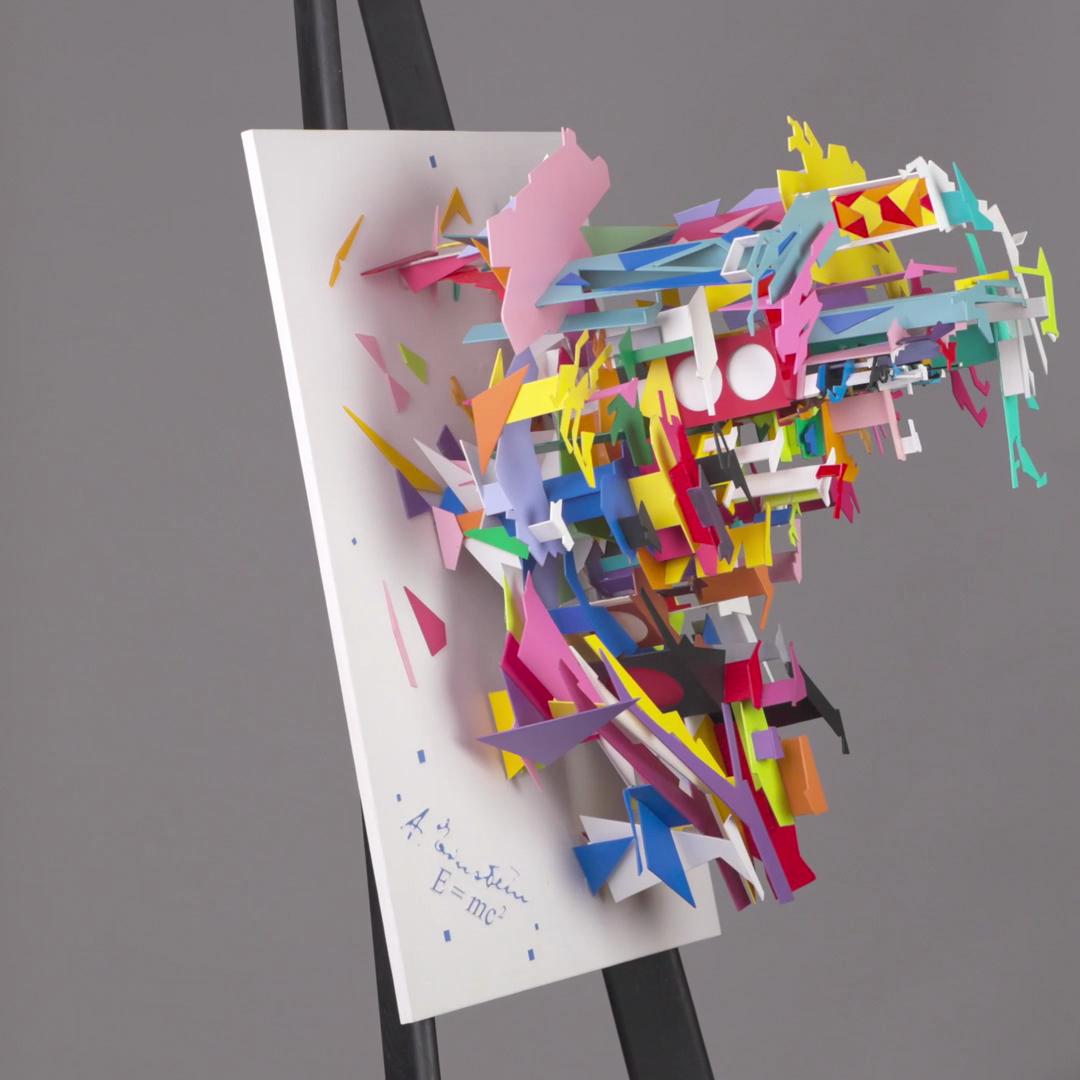 A. Einstein
E = mc²